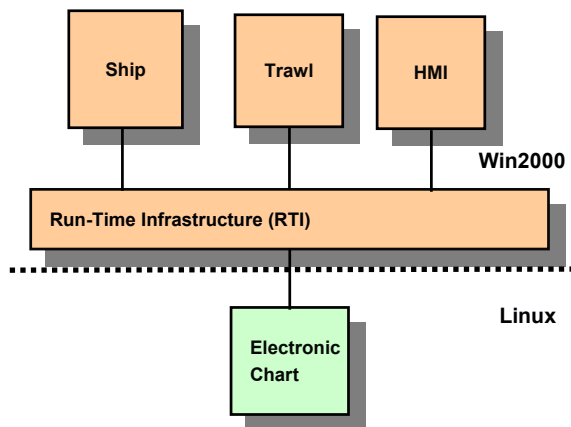 Ship
Trawl
HMI
Win2000
Run-Time Infrastructure (RTI)
Linux
Electronic
Chart